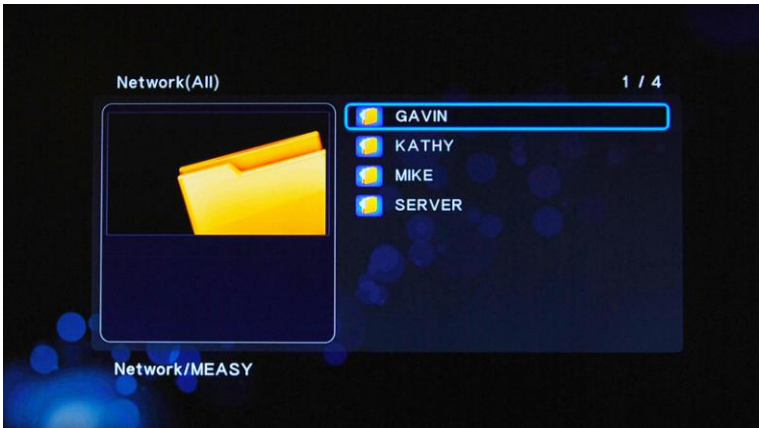 Network(All)
1 / 4
GAVIN
KATHY
MIKE
SERVER
Network/MEASY